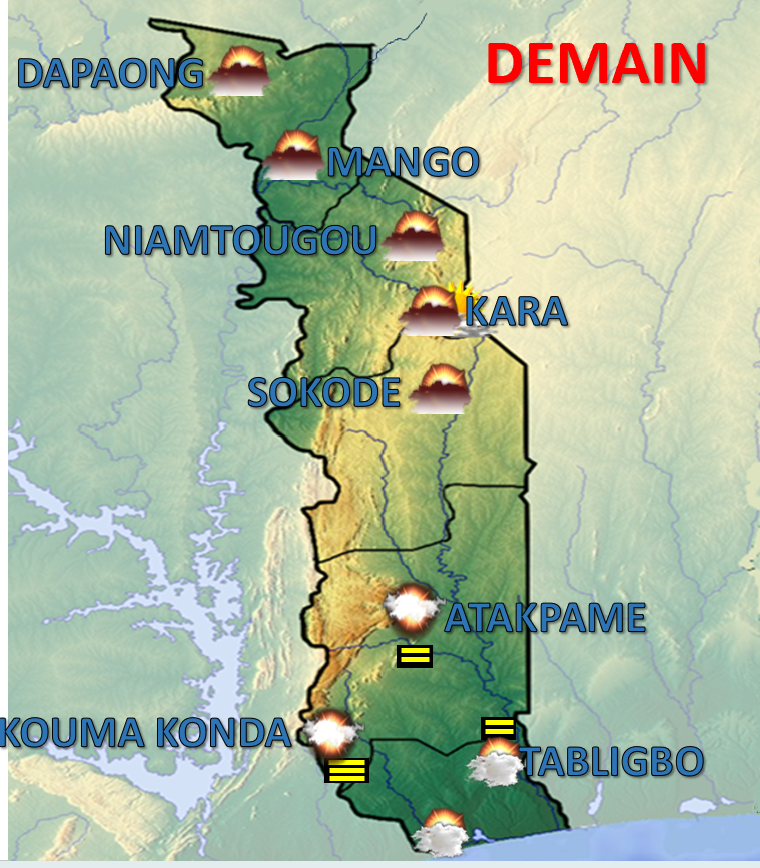 DEMAIN
DAPAONG
MANGO
NIAMTOUGOU
KARA
SOKODE
ATAKPAME
KOUMA KONDA
TABLIGBO